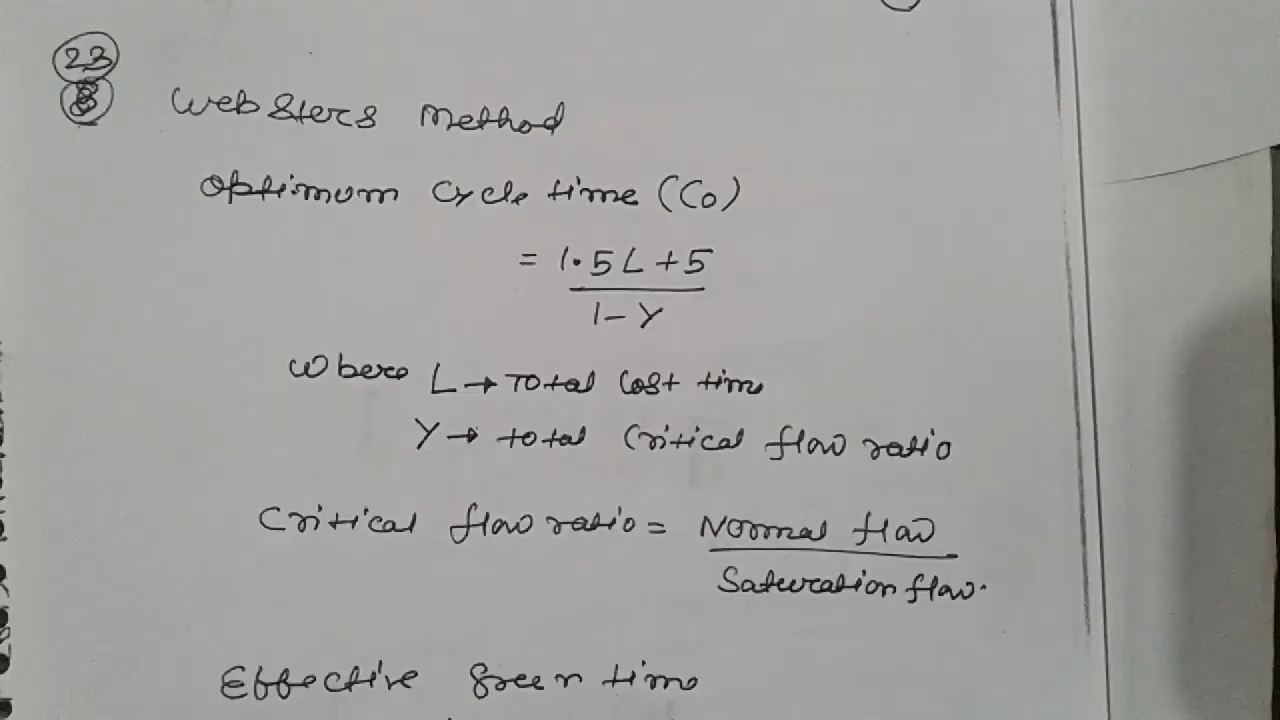 23
Websters Method
Optimum Cycle time (Co)
= 1.5L+5
1-Y
Where L → Total Lost time
Y → total Critical flow ratio
Critical flow ratio = Normal flow
Saturation flow.
Effective Green time